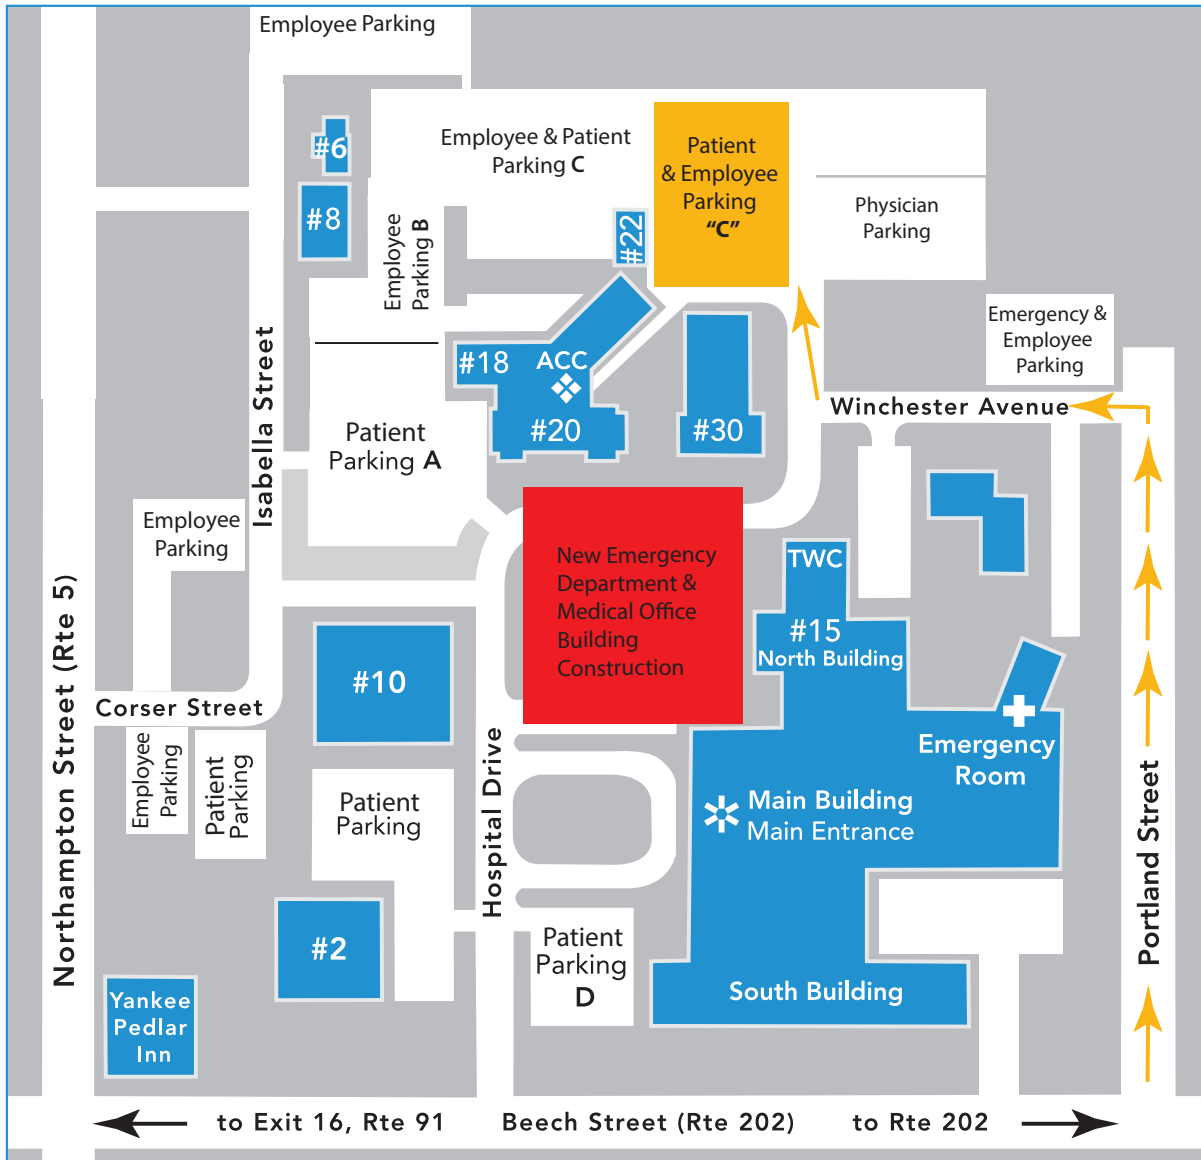 Employee Parking
#6
Employee & Patient
Parking C
Patient
& Employee
Parking
"C"
Physician
Parking
#8
Employee
Parking B
#22
Emergency &
Employee
Parking
Isabella Street
#18
ACC
#20
#30
Winchester Avenue
Patient
Parking A
Employee
Parking
New Emergency
Department &
Medical Office
Building
Construction
TWC
#15
North Building
Northampton Street (Rte 5)
#10
Corser Street
Emergency
Room
Employee
Parking
Patient
Parking
Patient
Parking
Hospital Drive
Main Building
Main Entrance
Portland Street
#2
Patient
Parking
D
South Building
Yankee
Pedlar
Inn
to Exit 16, Rte 91
Beech Street (Rte 202)
to Rte 202